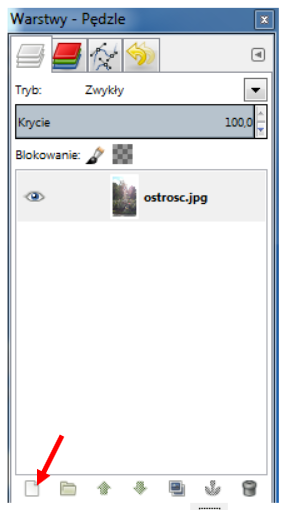 Warstwy - Pędzle
Tryb: Zwykły
Krycie 100,0
Blokowanie:
ostrosc.jpg